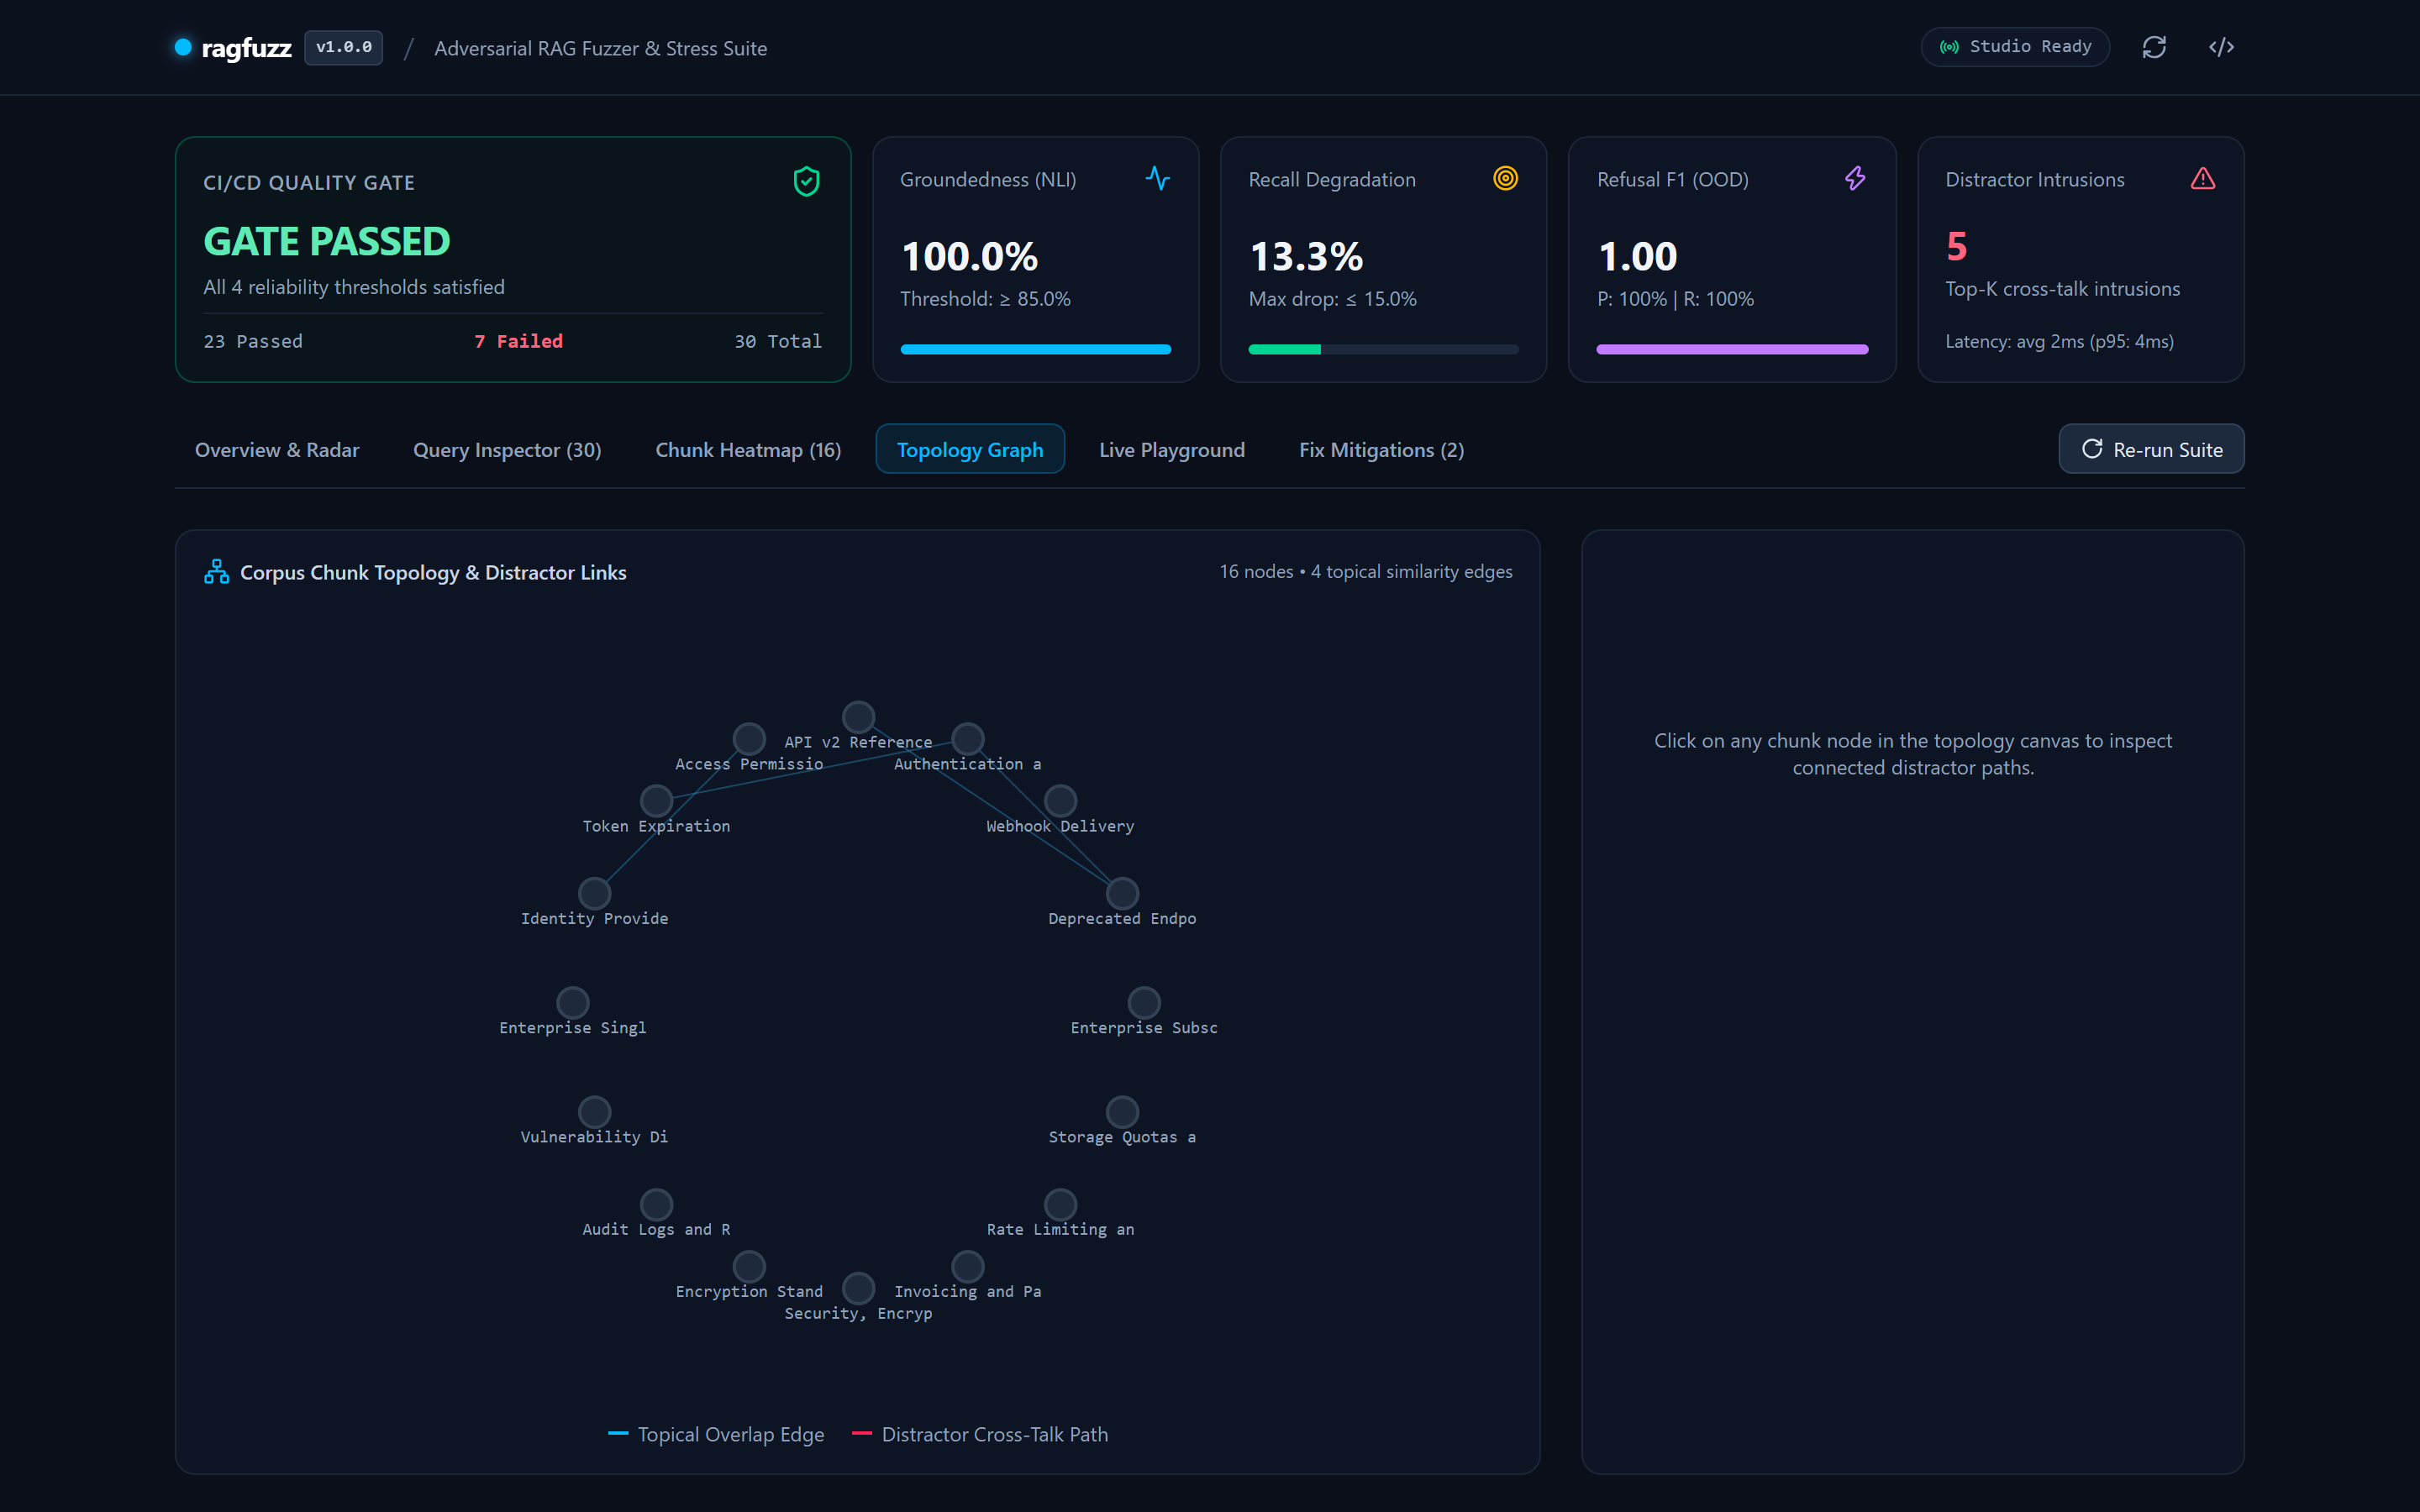 ragfuzz v1.0.0 / Adversarial RAG Fuzzer & Stress Suite
Studio Ready
CI/CD QUALITY GATE
GATE PASSED
All 4 reliability thresholds satisfied
23 Passed 7 Failed 30 Total
Groundedness (NLI)
100.0%
Threshold: ≥ 85.0%
Recall Degradation
13.3%
Max drop: ≤ 15.0%
Refusal F1 (OOD)
1.00
P: 100% | R: 100%
Distractor Intrusions
5
Top-K cross-talk intrusions
Latency: avg 2ms (p95: 4ms)
Overview & Radar Query Inspector (30) Chunk Heatmap (16) Topology Graph Live Playground Fix Mitigations (2) Re-run Suite
Corpus Chunk Topology & Distractor Links
16 nodes • 4 topical similarity edges
API v2 Reference
Access Permissio
Authentication a
Token Expiration
Webhook Delivery
Identity Provide
Deprecated Endpo
Enterprise Singl
Enterprise Subsc
Vulnerability Di
Storage Quotas a
Audit Logs and R
Rate Limiting an
Encryption Stand
Invoicing and Pa
Security, Encryp
Topical Overlap Edge
Distractor Cross-Talk Path
Click on any chunk node in the topology canvas to inspect
connected distractor paths.